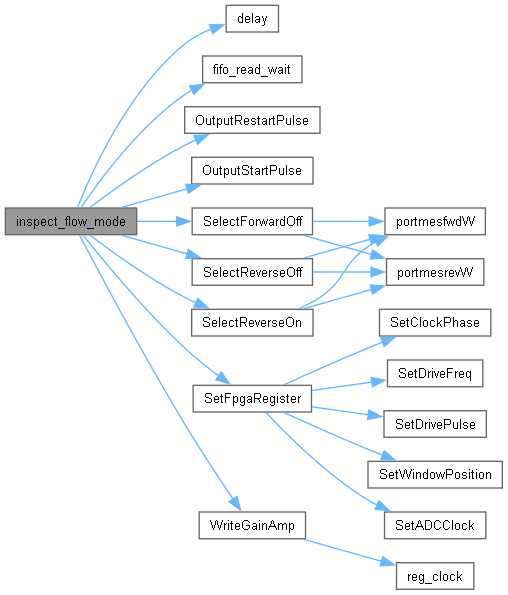 delay
fifo_read_wait
OutputRestartPulse
OutputStartPulse
inspect_flow_mode
SelectForwardOff
portmesfwdW
SelectReverseOff
portmesrevW
SelectReverseOn
SetClockPhase
SetDriveFreq
SetFpgaRegister
SetDrivePulse
SetWindowPosition
WriteGainAmp
SetADCClock
reg_clock